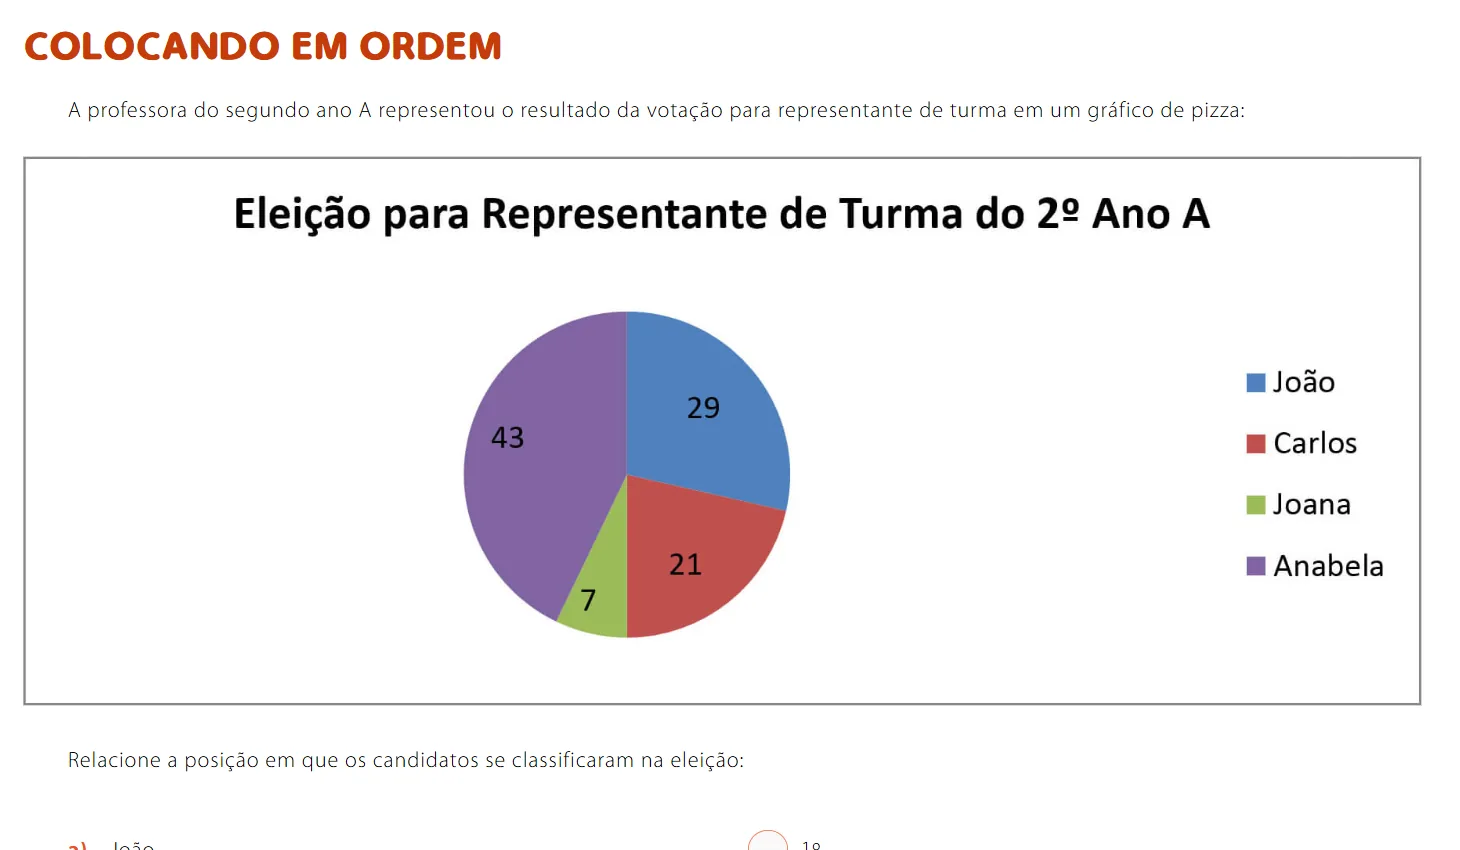 COLOCANDO EM ORDEM
A professora do segundo ano A representou o resultado da votação para representante de turma em um gráfico de pizza:
Eleição para Representante de Turma do 2º Ano A
29
43
21
7
João
Carlos
Joana
Anabela
Relacione a posição em que os candidatos se classificaram na eleição:
a) João
1º